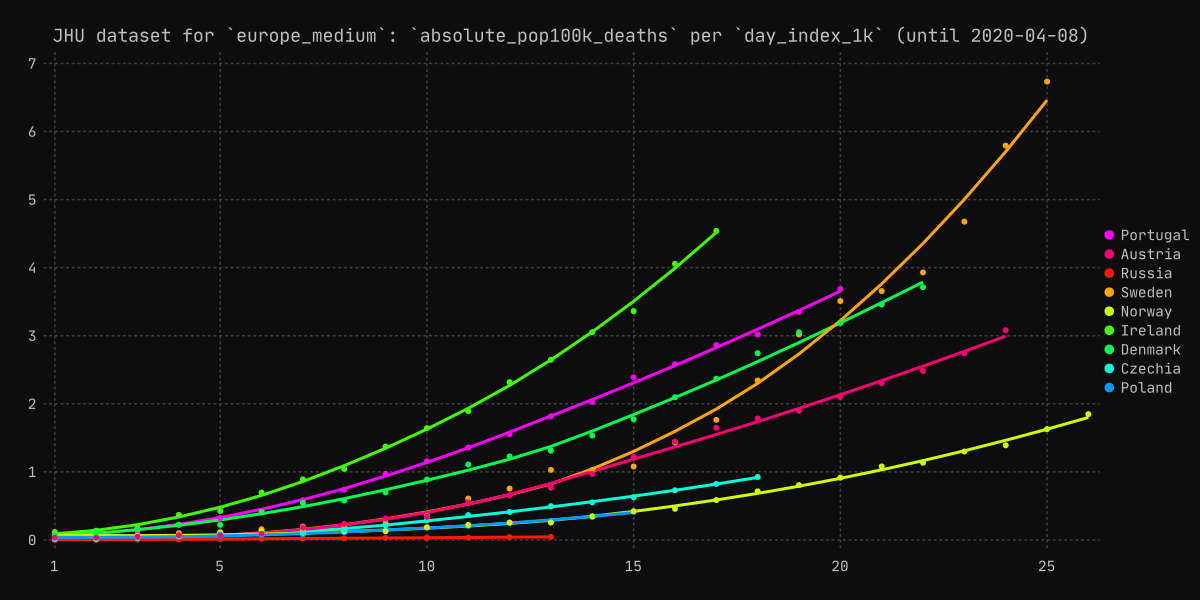 JHU dataset for `europe_medium`: `absolute_pop100k_deaths` per `day_index_1k` (until 2020-04-08)
7
6
5
4
3
2
1
0
1 5 10 15 20 25
Portugal
Austria
Russia
Sweden
Norway
Ireland
Denmark
Czechia
Poland